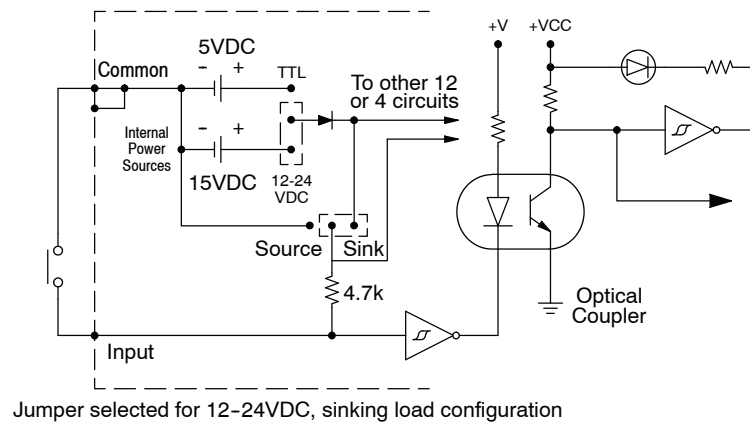 +V
+VCC
5VDC
- +
Common
TTL
To other 12
or 4 circuits
Internal
Power
Sources
- +
15VDC
12-24
VDC
Source
Sink
4.7k
Optical
Coupler
Input
Jumper selected for 12-24VDC, sinking load configuration